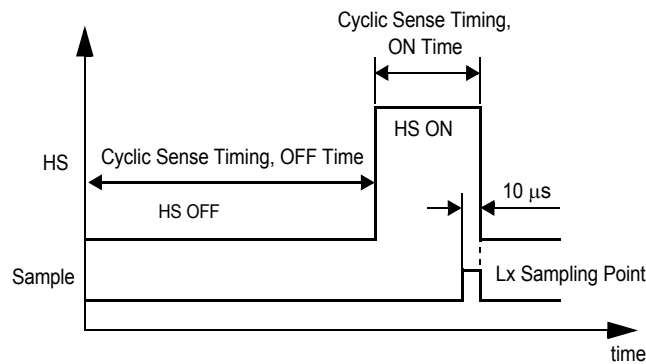 Cyclic Sense Timing,
ON Time
HS
Cyclic Sense Timing, OFF Time
HS ON
HS OFF
10 μs
Sample
Lx Sampling Point
time